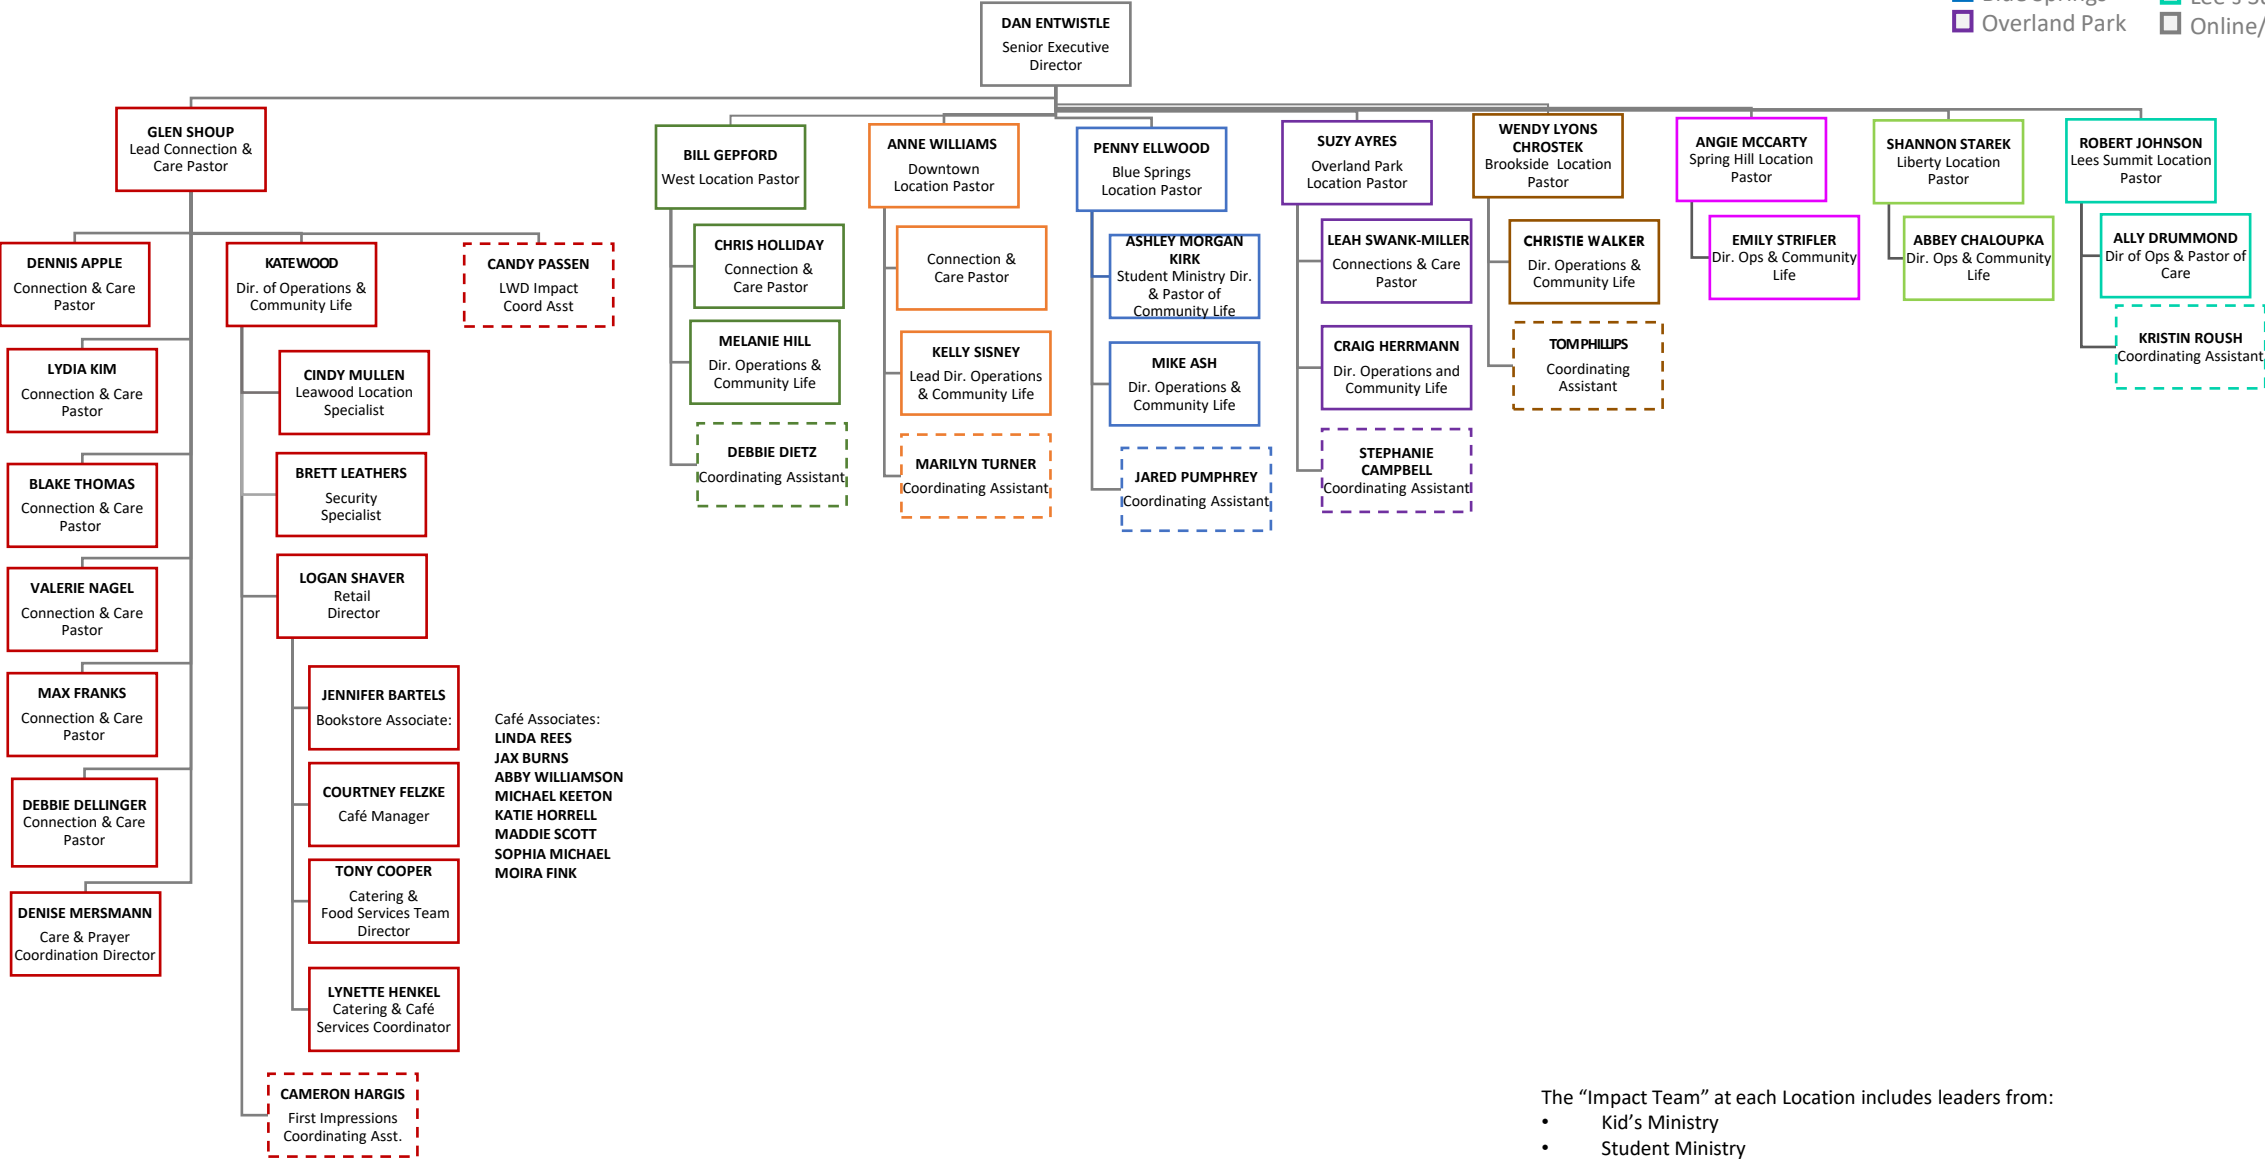 DAN ENTWISTLE
Senior Executive
Director
Blue Springs
Overland Park
Online/
GLEN SHOUP
Lead Connection &
Care Pastor
DENNIS APPLE
Connection & Care
Pastor
LYDIA KIM
Connection & Care
Pastor
BLAKE THOMAS
Connection & Care
Pastor
VALERIE NAGEL
Connection & Care
Pastor
MAX FRANKS
Connection & Care
Pastor
DEBBIE DELLINGER
Connection & Care
Pastor
DENISE MERSMANN
Care & Prayer
Coordination Director
KATE WOOD
Dir. of Operations &
Community Life
CINDY MULLEN
Leawood Location
Specialist
BRETT LEATHERS
Security
Specialist
LOGAN SHAVER
Retail
Director
JENNIFER BARTELS
Bookstore Associate:
COURTNEY FELZKE
Café Manager
TONY COOPER
Catering &
Food Services Team
Director
LYNETTE HENKEL
Catering & Café
Services Coordinator
CAMERON HARGIS
First Impressions
Coordinating Asst.
CANDY PASSEN
LWD Impact
Coord Asst
Café Associates:
LINDA REES
JAX BURNS
ABBY WILLIAMSON
MICHAEL KEETON
KATIE HORRELL
MADDIE SCOTT
SOPHIA MICHAEL
MOIRA FINK
BILL GEPFORD
West Location Pastor
CHRIS HOLLIDAY
Connection &
Care Pastor
MELANIE HILL
Dir. Operations &
Community Life
DEBBIE DIETZ
Coordinating Assistant
ANNE WILLIAMS
Downtown
Location Pastor
Connection &
Care Pastor
KELLY SISNEY
Lead Dir. Operations
& Community Life
MARILYN TURNER
Coordinating Assistant
PENNY ELLWOOD
Blue Springs
Location Pastor
ASHLEY MORGAN
KIRK
Student Ministry Dir.
& Pastor of
Community Life
MIKE ASH
Dir. Operations &
Community Life
JARED PUMPHREY
Coordinating Assistant
SUZY AYRES
Overland Park
Location Pastor
LEAH SWANK-MILLER
Connections & Care
Pastor
CRAIG HERRMANN
Dir. Operations and
Community Life
STEPHANIE
CAMPBELL
Coordinating Assistant
WENDY LYONS
CHROSTEK
Brookside Location
Pastor
CHRISTIE WALKER
Dir. Operations &
Community Life
TOM PHILLIPS
Coordinating
Assistant
ANGIE MCCARTY
Spring Hill Location
Pastor
EMILY STRIFLER
Dir. Ops & Community
Life
SHANNON STAREK
Liberty Location
Pastor
ABBEY CHALOUPKA
Dir. Ops & Community
Life
ROBERT JOHNSON
Lees Summit Location
Pastor
ALLY DRUMMOND
Dir of Ops & Pastor of
Care
KRISTIN ROUSH
Coordinating Assistant
The “Impact Team” at each Location includes leaders from:
• Kid’s Ministry
• Student Ministry